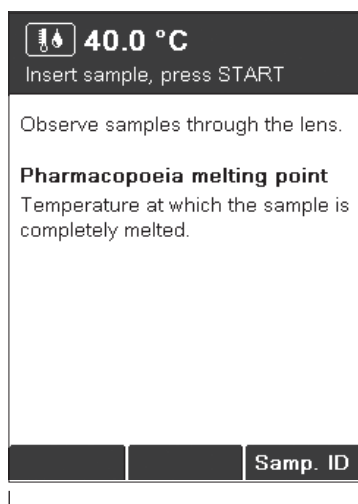 40.0 °C
Insert sample, press START
Observe samples through the lens.
Pharmacopoeia melting point
Temperature at which the sample is
completely melted.
Samp. ID